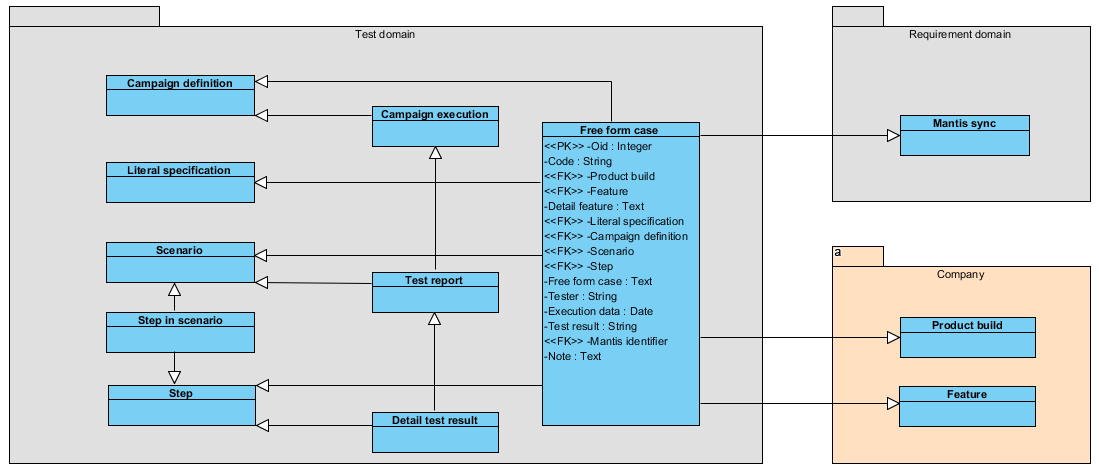 Test domain
Campaign definition
Campaign execution
Literal specification
Scenario
Test report
Step in scenario
Step
Detail test result
Free form case
<<PK>> -Oid : Integer
-Code : String
<<FK>> -Product build
<<FK>> -Feature
-Detail feature : Text
<<FK>> -Literal specification
<<FK>> -Campaign definition
<<FK>> -Scenario
<<FK>> -Step
-Free form case : Text
-Tester : String
-Execution data : Date
-Test result : String
<<FK>> -Mantis identifier
-Note : Text
Requirement domain
Mantis sync
a
Company
Product build
Feature